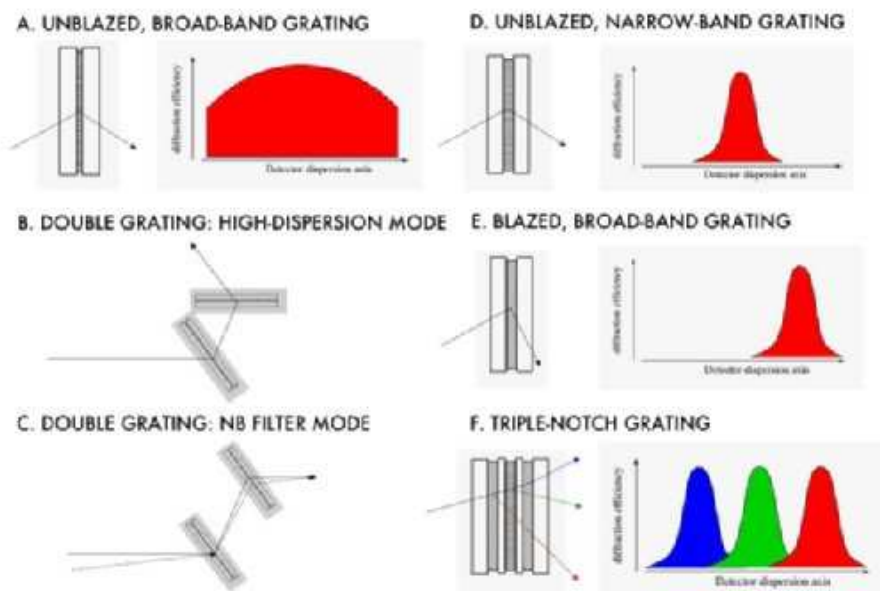 A. UNBLAZED, BROAD-BAND GRATING
diffraction efficiency
Detector dispersion axis
B. DOUBLE GRATING: HIGH-DISPERSION MODE
C. DOUBLE GRATING: NB FILTER MODE
D. UNBLAZED, NARROW-BAND GRATING
diffraction efficiency
Detector dispersion axis
E. BLAZED, BROAD-BAND GRATING
diffraction efficiency
Detector dispersion axis
F. TRIPLE-NOTCH GRATING
diffraction efficiency
Detector dispersion axis